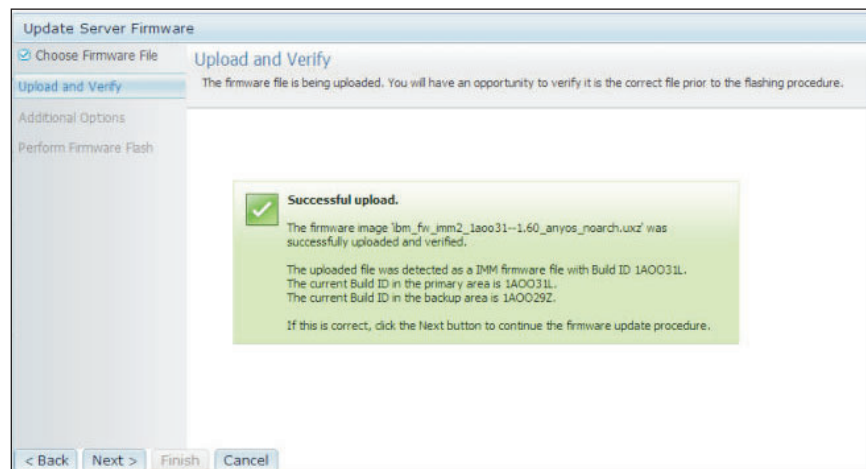 Update Server Firmware
Choose Firmware File
Upload and Verify
Additional Options
Perform Firmware Flash
Upload and Verify
The firmware file is being uploaded. You will have an opportunity to verify it is the correct file prior to the flashing procedure.
Successful upload.
The firmware image 'ibm_fw_imm2_1aoo31--1.60_anyos_noarch.uxz' was
successfully uploaded and verified.
The uploaded file was detected as a IMM firmware file with Build ID 1AOO31L.
The current Build ID in the primary area is 1AOO31L.
The current Build ID in the backup area is 1AOO29Z.
If this is correct, click the Next button to continue the firmware update procedure.
< Back Next > Finish Cancel